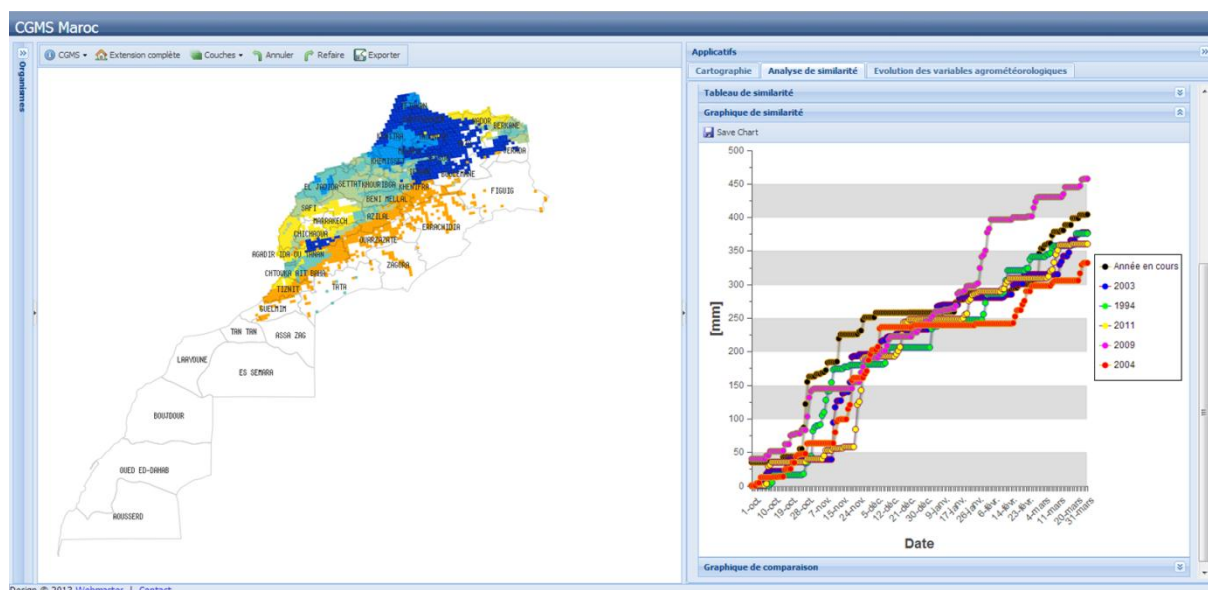 CGMS Maroc
Organismes
CGMS
Extension complète
Couches
Annuler
Refaire
Exporter
NADOR
BERKANE
KHEMISSET
FIGUIG
EL JADIDA
SETTAT
KHOURIBGA
KHENIFRA
BENI MELLAL
SAFI
AZILAL
MARRAKECH
CHICHAOUA
ERRACHIDIA
OUARZAZATE
AGADIR-IDA OU TANAN
ZAGORA
CHTOUKA AIT BAHA
TATA
TIZNIT
GUELMIM
TAN TAN
ASSA ZAG
LAAYOUNE
ES SEMARA
BOUJDOUR
OUED ED-DAHAB
AOUSSERD
Applicatifs
Cartographie
Analyse de similarité
Evolution des variables agrométéorologiques
Tableau de similarité
Graphique de similarité
Save Chart
500
450
400
350
300
250
200
150
100
50
0
[mm]
1-oct.
10-oct.
19-oct.
28-oct.
7-nov.
15-nov.
24-nov.
5-déc.
12-déc.
21-déc.
30-déc.
9-janv.
17-janv.
26-janv.
6-févr.
14-févr.
23-févr.
4-mars
11-mars
20-mars
31-mars
Date
Année en cours
2003
1994
2011
2009
2004
Graphique de comparaison
Design © 2012 Webmaster | Contact